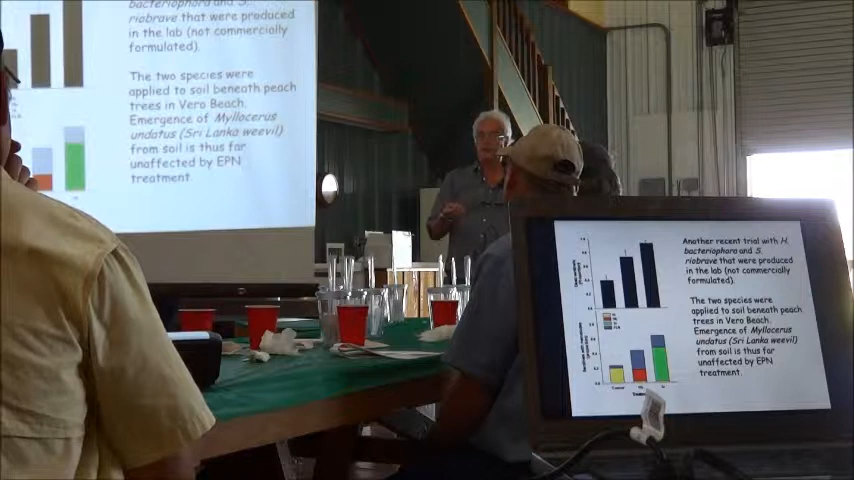 bacteriophora and S.
riobrave that were produced
in the lab (not commercially
formulated).
The two species were
applied to soil beneath peach
trees in Vero Beach.
Emergence of Myllocerus
undatus (Sri Lanka weevil)
from soil is thus far
unaffected by EPN
treatment.
Another recent trial with H.
bacteriophora and S.
riobrave that were produced
in the lab (not commercially
formulated).
The two species were
applied to soil beneath peach
trees in Vero Beach.
Emergence of Myllocerus
undatus (Sri Lanka weevil)
from soil is thus far
unaffected by EPN
treatment.